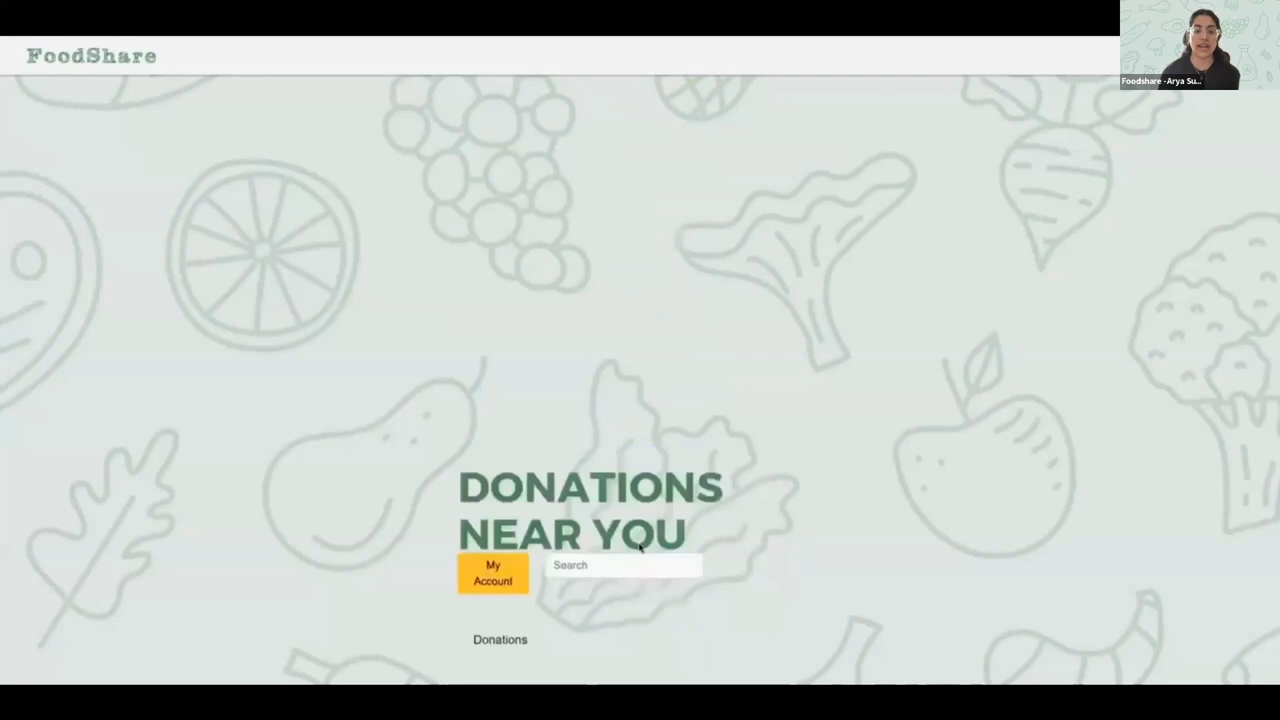 FoodShare
Foodshare - Arya Su...
DONATIONS
NEAR YOU
My
Account
Search
Donations